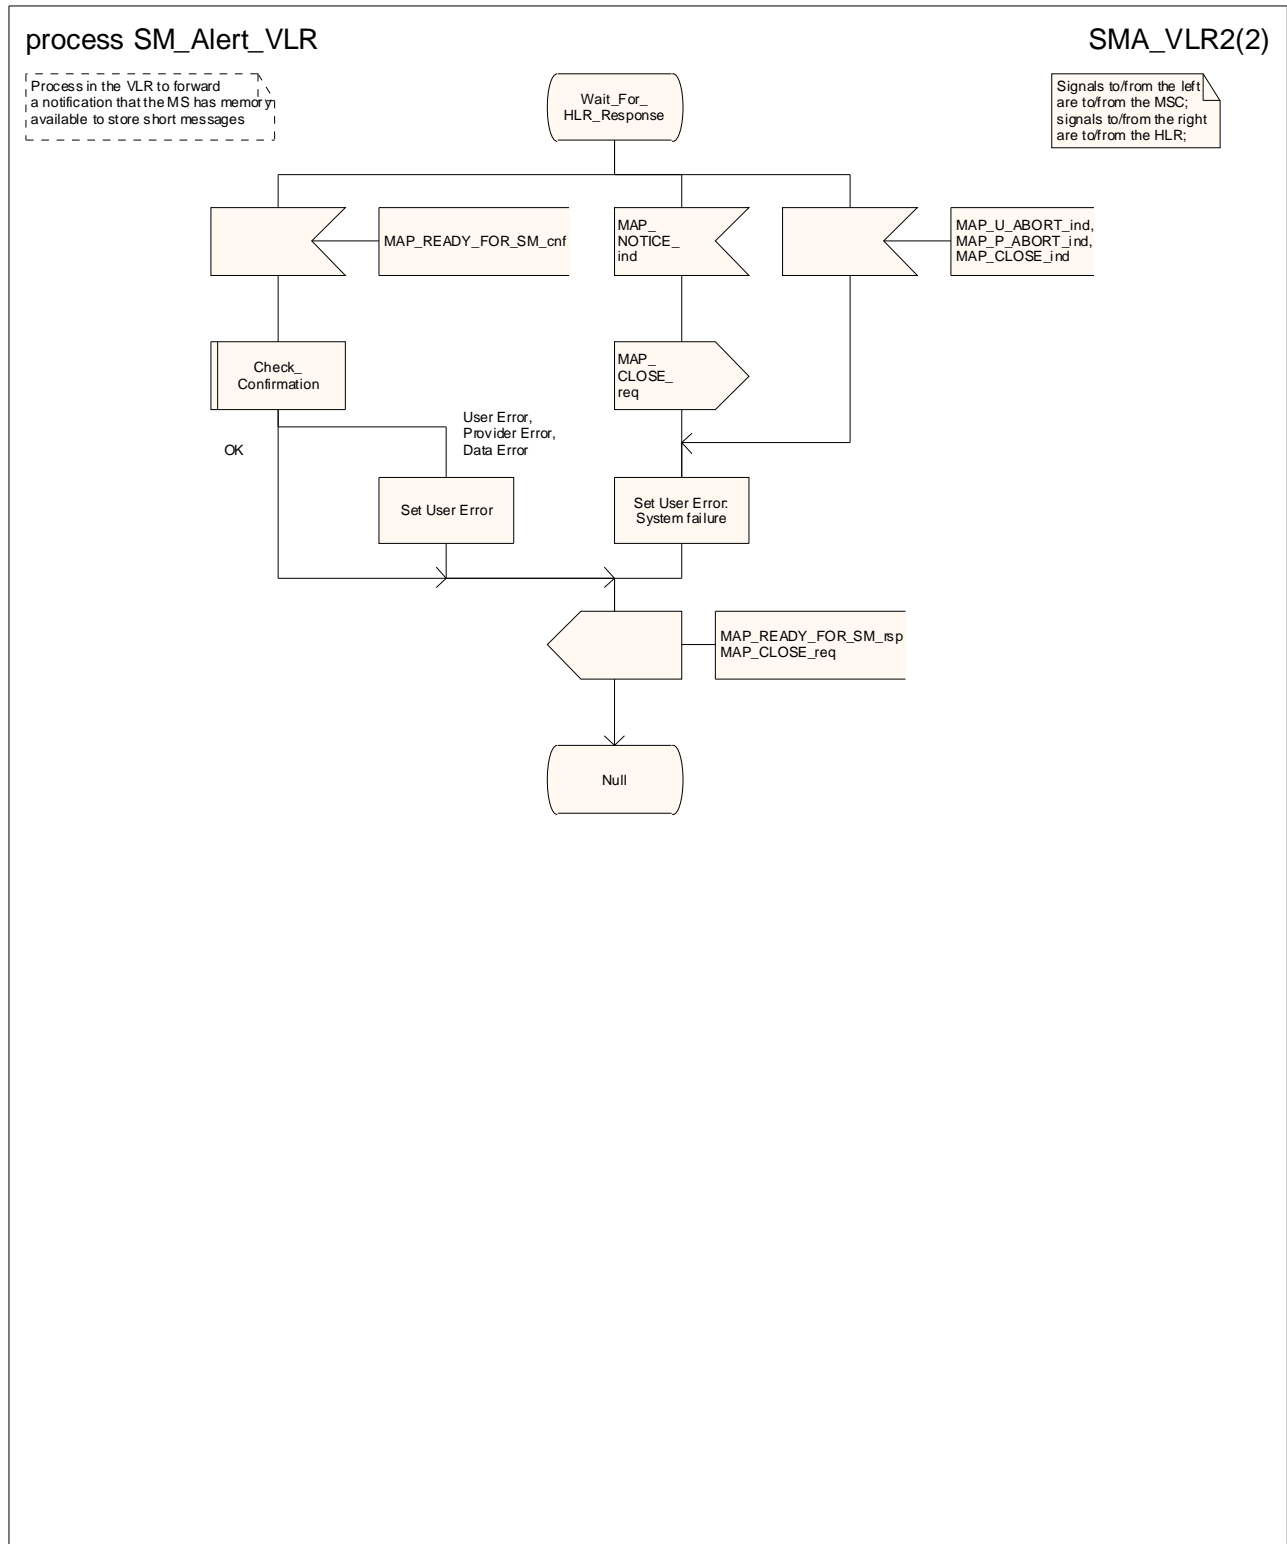 process SM_Alert_VLR
SMA_VLR2(2)
Process in the VLR to forward
a notification that the MS has memory
available to store short messages
Wait_For_
HLR_Response
Signals to/from the left
are to/from the MSC;
signals to/from the right
are to/from the HLR;
MAP_READY_FOR_SM_cnf
MAP_
NOTICE_
ind
MAP_U_ABORT_ind,
MAP_P_ABORT_ind,
MAP_CLOSE_ind
Check_
Confirmation
MAP_
CLOSE_
req
OK
User Error,
Provider Error,
Data Error
Set User Error
Set User Error:
System failure
MAP_READY_FOR_SM_rsp
MAP_CLOSE_req
Null